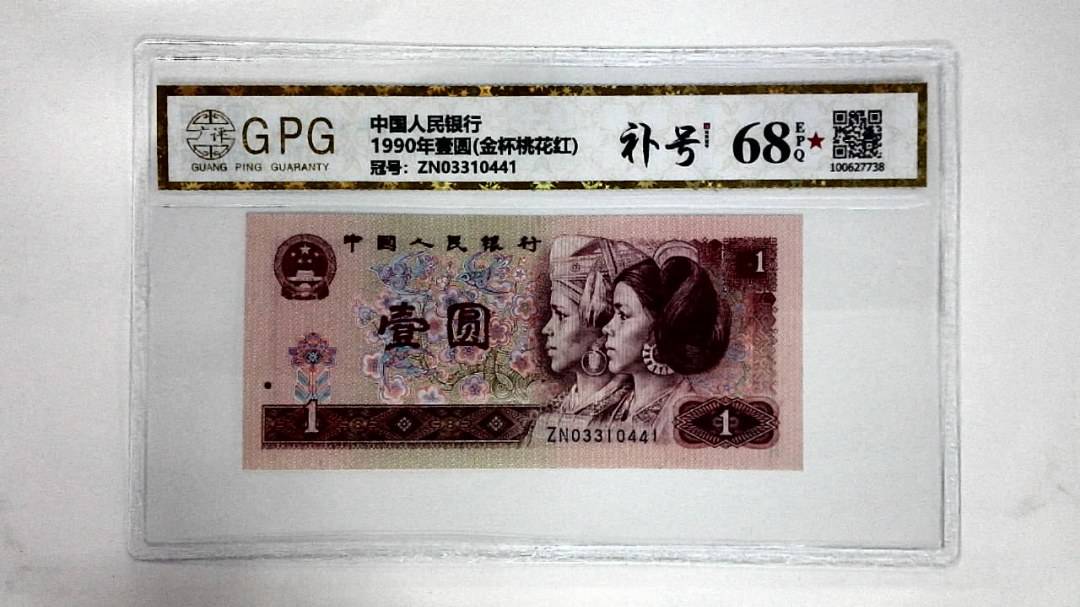 广评
GPG
GUANG PING GUARANTY
中国人民银行
1990年壹圆(金杯桃花红)
冠号: ZN03310441
补号
68
EPQ
100627738
中国人民银行
1
壹圆
1
ZN03310441
1